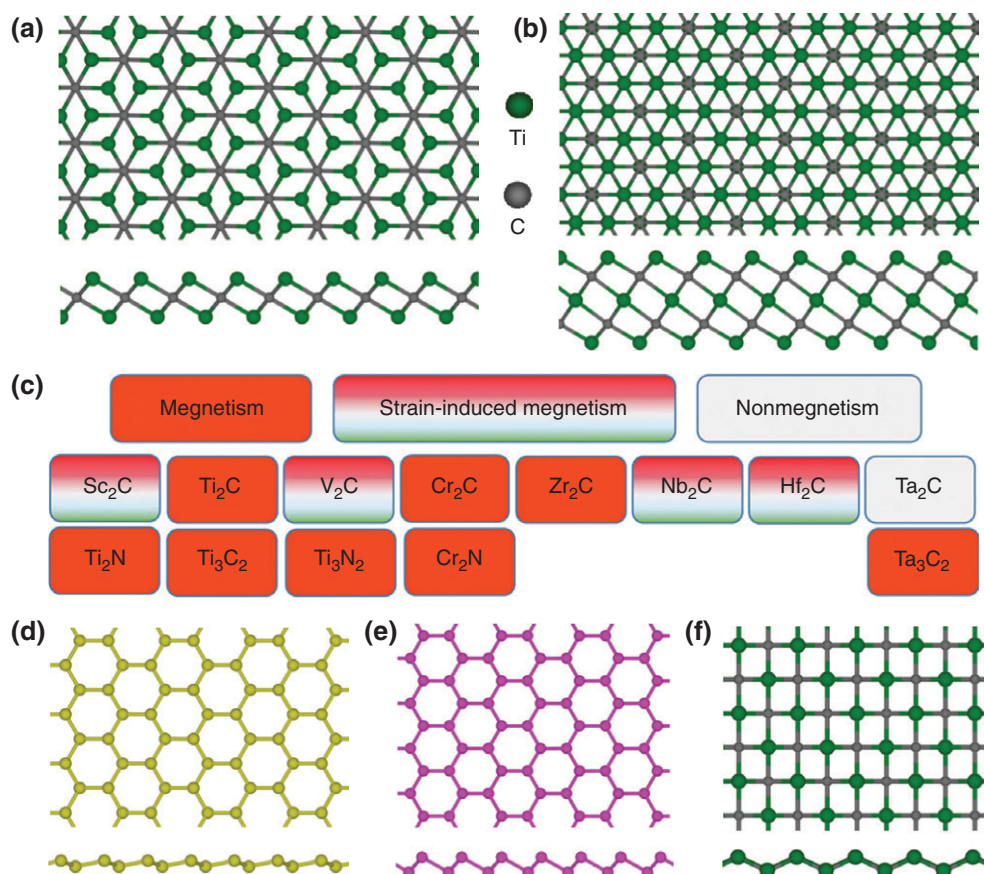 (a)
(b)
Ti
C
(c)
Megnetism Strain-induced megnetism Nonmegnetism
Sc₂C Ti₂C V₂C Cr₂C Zr₂C Nb₂C Hf₂C Ta₂C
Ti₂N Ti₃C₂ Ti₃N₂ Cr₂N Ta₃C₂
(d) (e) (f)